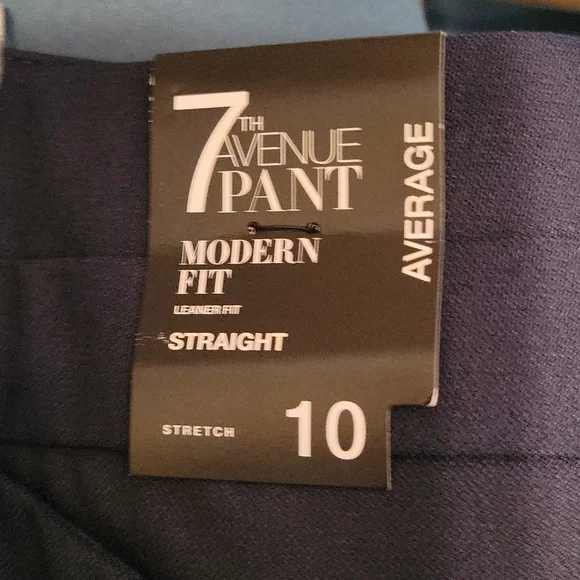 7TH
AVENUE
PANT
MODERN
FIT
LEANER FIT
STRAIGHT
STRETCH
10
AVERAGE